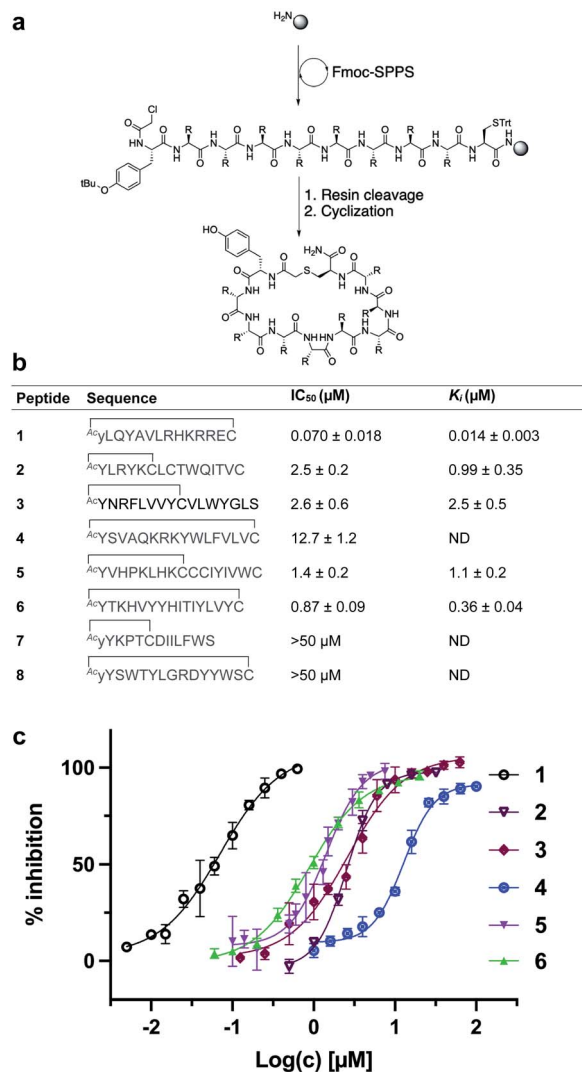 a
H2N
Fmoc-SPPS
Cl
O
HN
tBu
O
STrt
1. Resin cleavage
2. Cyclization
HO
H2N
O
S
NH
R
b
Peptide Sequence IC50 (µM) Ki (µM)
1 AcyLQYAVLRHKRREC 0.070 ± 0.018 0.014 ± 0.003
2 AcYLRYKCLCTWQITVC 2.5 ± 0.2 0.99 ± 0.35
3 AcYNRFLVVYCVLWYGLS 2.6 ± 0.6 2.5 ± 0.5
4 AcYSVAQKRKYWLFVLVC 12.7 ± 1.2 ND
5 AcYVHPKLHKCCCIYIVWC 1.4 ± 0.2 1.1 ± 0.2
6 AcYTKHVYYHITIYLVYC 0.87 ± 0.09 0.36 ± 0.04
7 AcyYKPTCDIILFWS >50 µM ND
8 AcyYSWTYLGRDYYWSC >50 µM ND
c
% inhibition
100
50
0
-2 -1 0 1 2
Log(c) [µM]
1
2
3
4
5
6